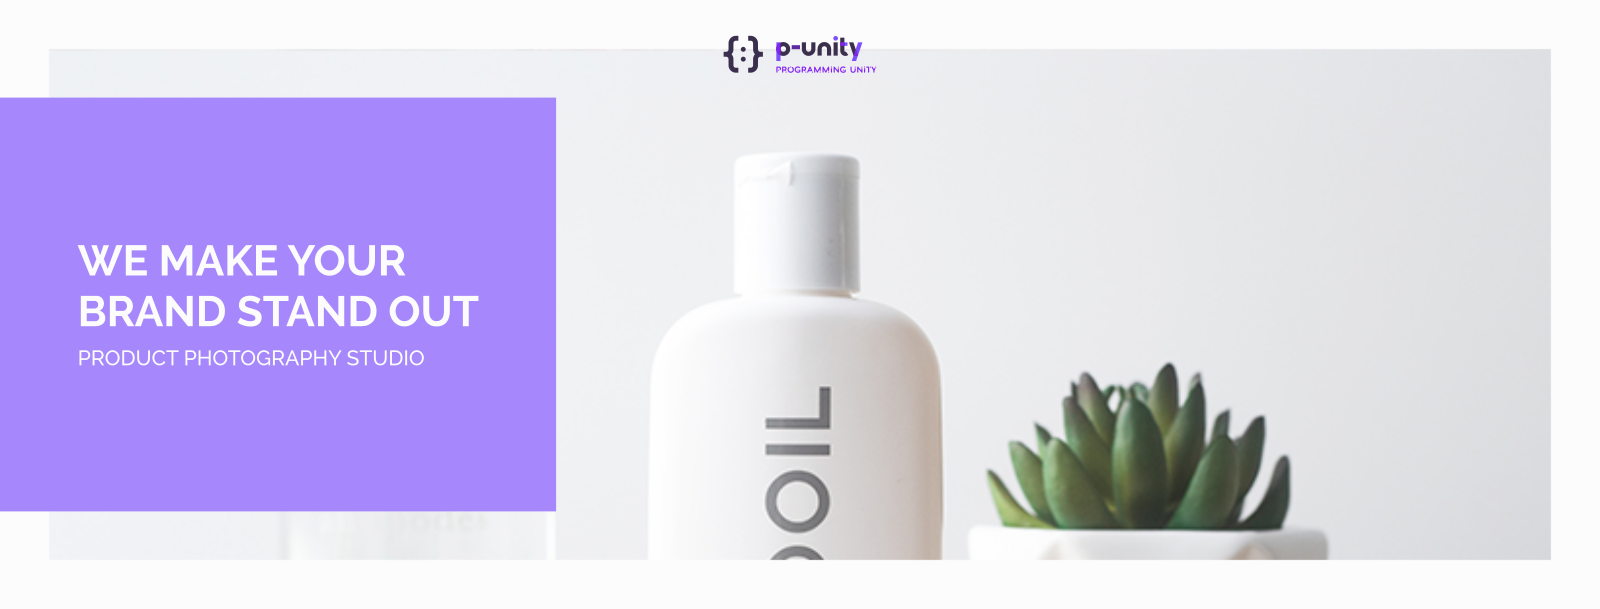 p-unity
PROGRAMMING UNITY
WE MAKE YOUR
BRAND STAND OUT
PRODUCT PHOTOGRAPHY STUDIO
OIL